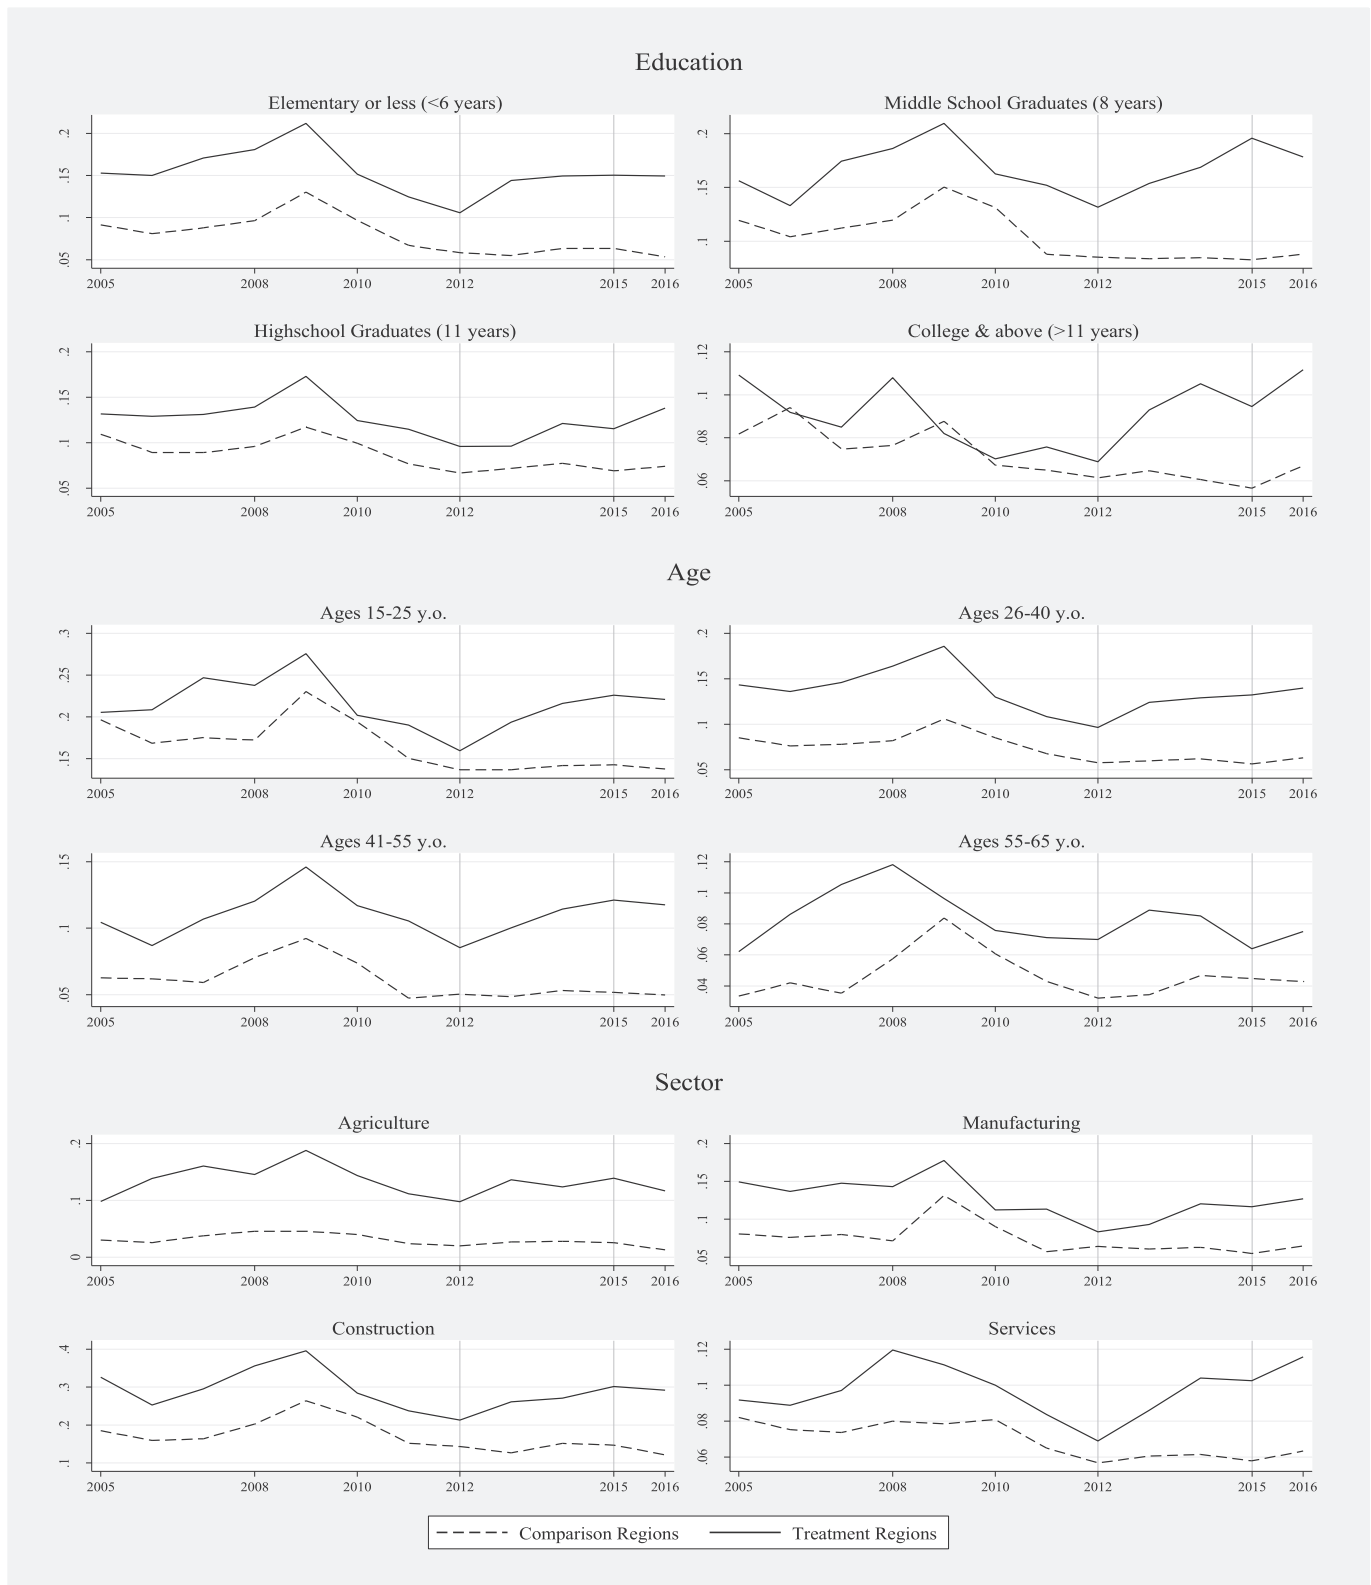 Education
Elementary or less (<6 years)
.2
.15
.1
.05
2005 2008 2010 2012 2015 2016
Middle School Graduates (8 years)
.2
.15
.1
2005 2008 2010 2012 2015 2016
Highschool Graduates (11 years)
.2
.15
.1
.05
2005 2008 2010 2012 2015 2016
College & above (>11 years)
.12
.1
.08
.06
2005 2008 2010 2012 2015 2016
Age
Ages 15-25 y.o.
.3
.25
.2
.15
2005 2008 2010 2012 2015 2016
Ages 26-40 y.o.
.2
.15
.1
.05
2005 2008 2010 2012 2015 2016
Ages 41-55 y.o.
.15
.1
.05
2005 2008 2010 2012 2015 2016
Ages 55-65 y.o.
.12
.1
.08
.06
.04
2005 2008 2010 2012 2015 2016
Sector
Agriculture
.2
.1
0
2005 2008 2010 2012 2015 2016
Manufacturing
.2
.15
.1
.05
2005 2008 2010 2012 2015 2016
Construction
.4
.3
.2
.1
2005 2008 2010 2012 2015 2016
Services
.12
.1
.08
.06
2005 2008 2010 2012 2015 2016
Comparison Regions Treatment Regions